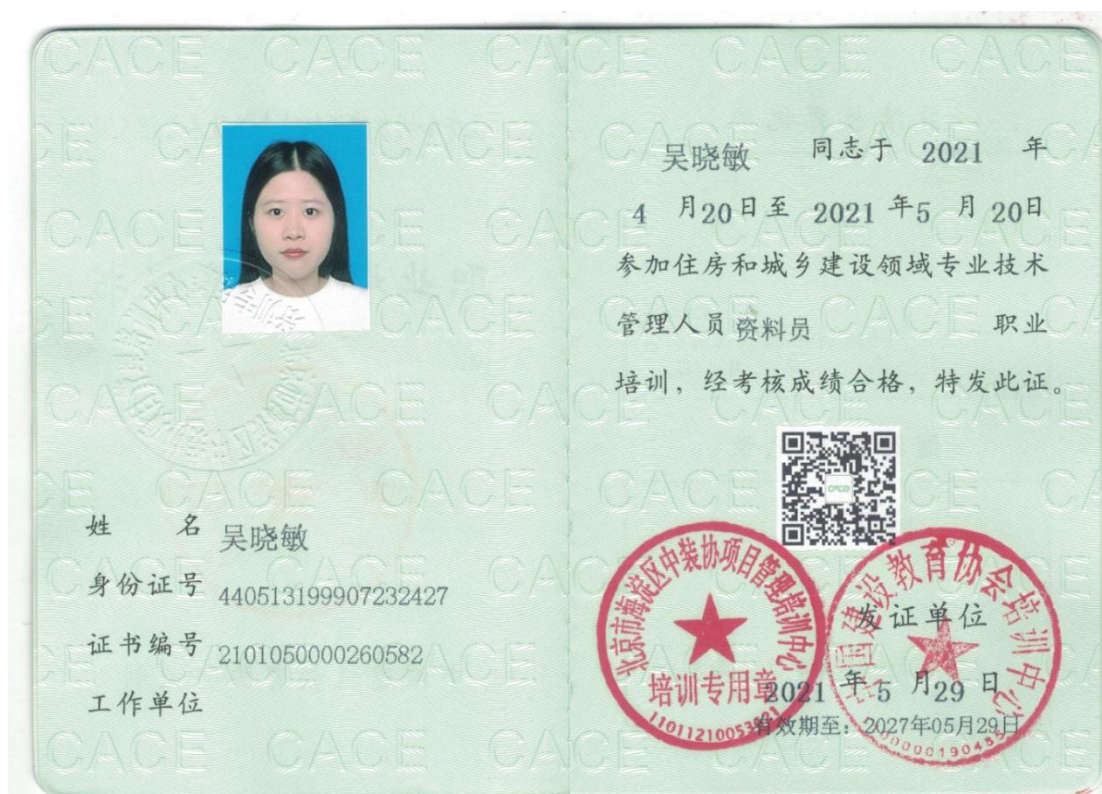 姓 名 吴晓敏
身份证号 440513199907232427
证书编号 2101050000260582
工作单位
吴晓敏 同志于 2021 年
4 月20日至 2021年5 月 20日
参加住房和城乡建设领域专业技术
管理人员 资料员 职业
培训，经考核成绩合格，特发此证。
北京市海淀区中装协项目管理培训中心
培训专用章
中国建设教育协会培训中心
发证单位
2021 年 5 月29 日
有效期至：2027年05月29日
CACE